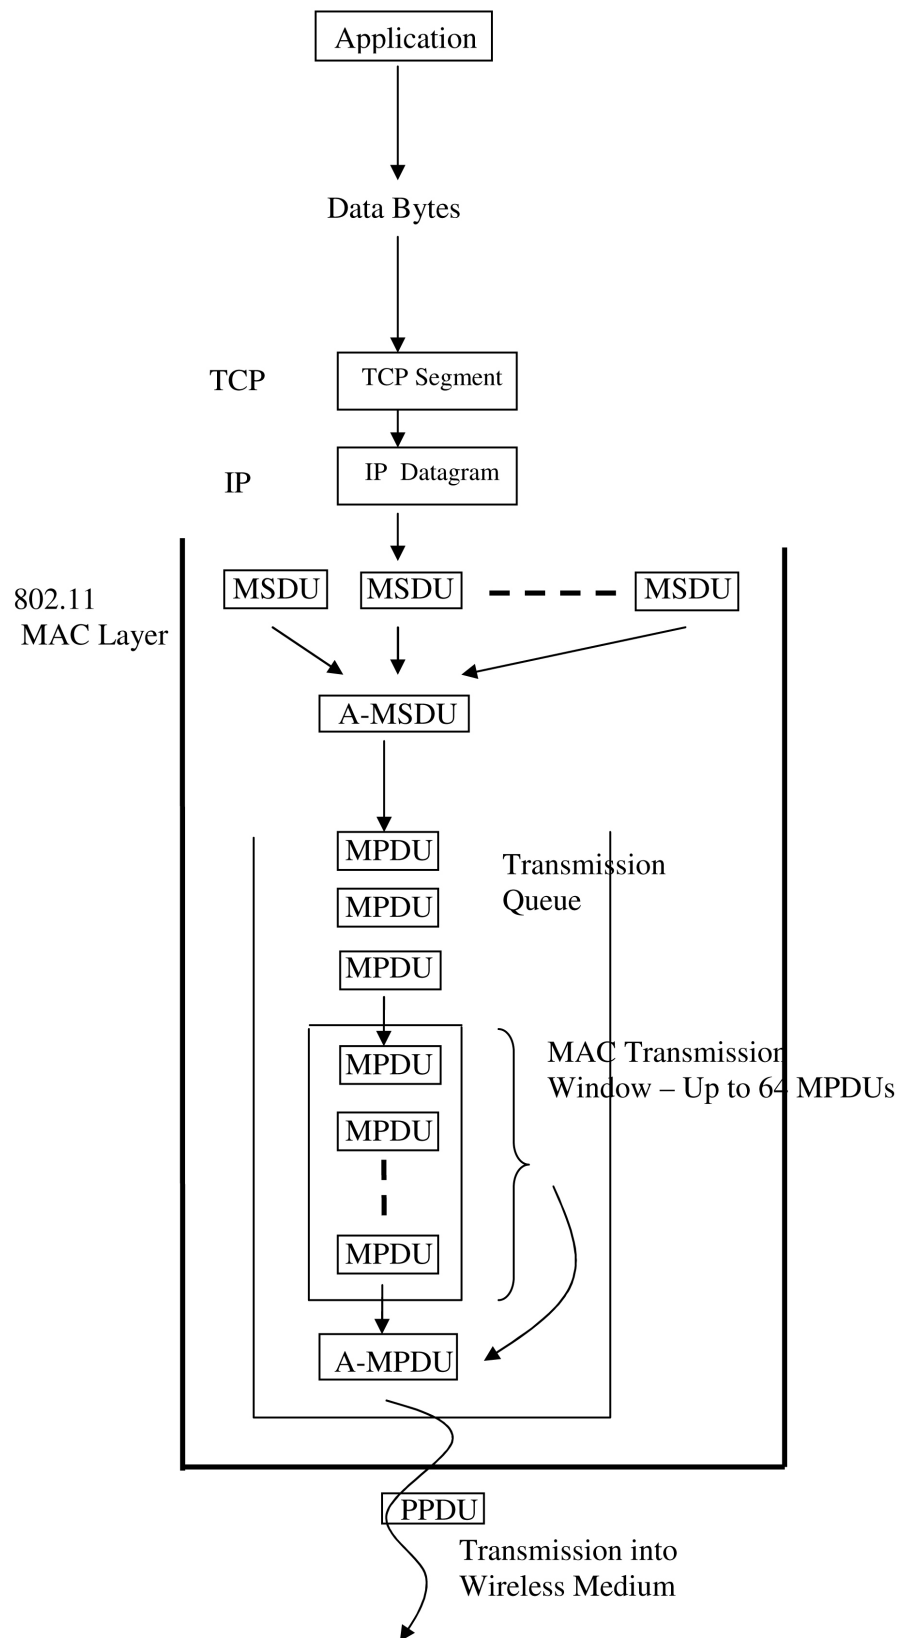 Application
Data Bytes
TCP
TCP Segment
IP
IP Datagram
802.11
MAC Layer
MSDU
MSDU
MSDU
A-MSDU
MPDU
Transmission
Queue
MPDU
MPDU
MAC Transmission
Window – Up to 64 MPDUs
MPDU
MPDU
MPDU
A-MPDU
PPDU
Transmission into
Wireless Medium